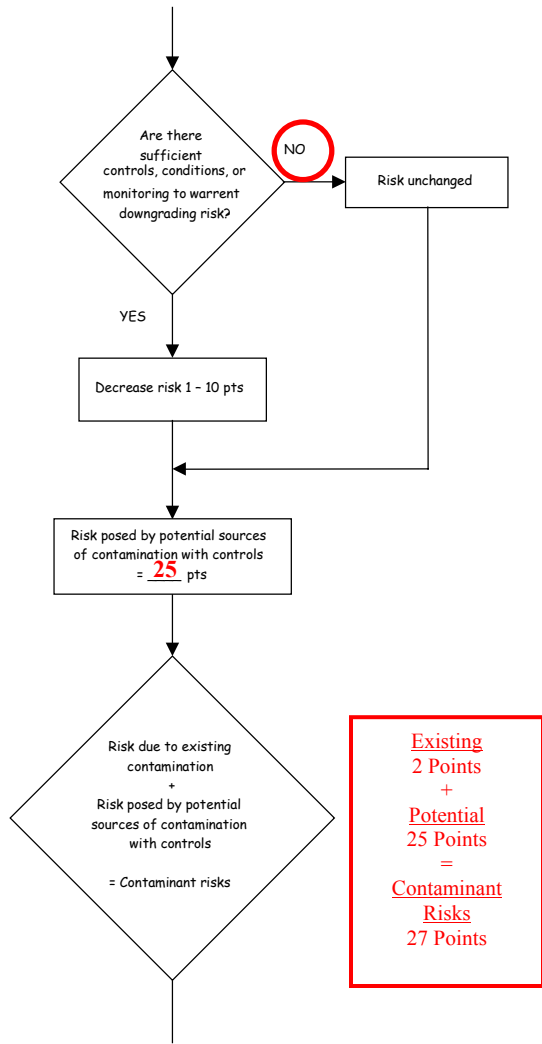 Are there
sufficient
controls, conditions, or
monitoring to warrent
downgrading risk?
NO
Risk unchanged
YES
Decrease risk 1 – 10 pts
Risk posed by potential sources
of contamination with controls
= 25 pts
Risk due to existing
contamination
+
Risk posed by potential
sources of contamination
with controls
= Contaminant risks
Existing
2 Points
+
Potential
25 Points
=
Contaminant
Risks
27 Points